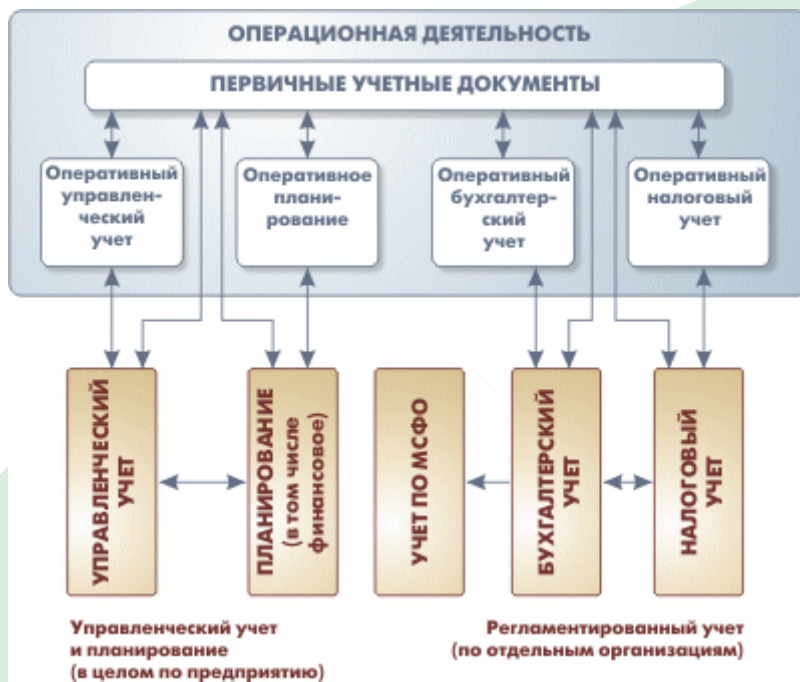 ОПЕРАЦИОННАЯ ДЕЯТЕЛЬНОСТЬ
ПЕРВИЧНЫЕ УЧЕТНЫЕ ДОКУМЕНТЫ
Оперативный
управлен-
ческий
учет
Оперативное
плани-
рование
Оперативный
бухгалтер-
ский
учет
Оперативный
налоговый
учет
УПРАВЛЕНЧЕСКИЙ
УЧЕТ
ПЛАНИРОВАНИЕ
(в том числе
финансовое)
УЧЕТ ПО МСФО
БУХГАЛТЕРСКИЙ
УЧЕТ
НАЛОГОВЫЙ
УЧЕТ
Управленческий учет
и планирование
(в целом по предприятию)
Регламентированный учет
(по отдельным организациям)